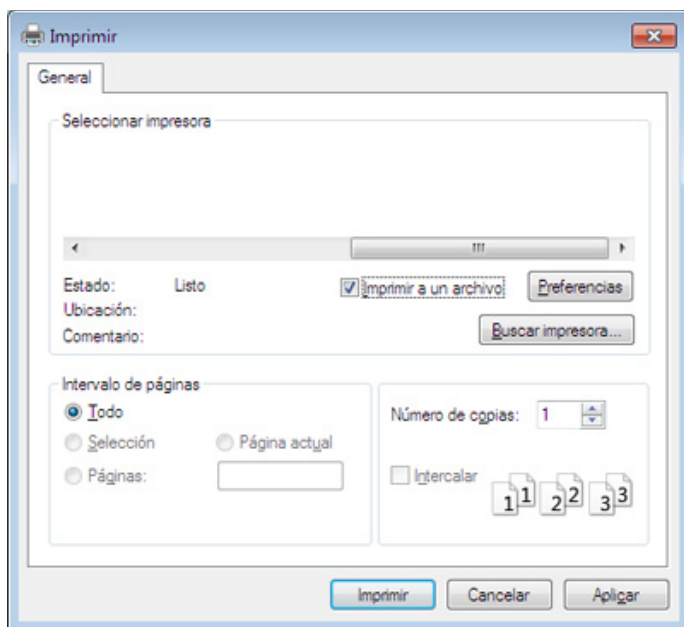 Imprimir
General
Seleccionar impresora
Estado: Listo
Imprimir a un archivo
Preferencias
Ubicación:
Comentario:
Buscar impresora...
Intervalo de páginas
Todo
Selección
Página actual
Páginas:
Número de copias: 1
Intercalar
1 1 2 2 3 3
Imprimir
Cancelar
Aplicar